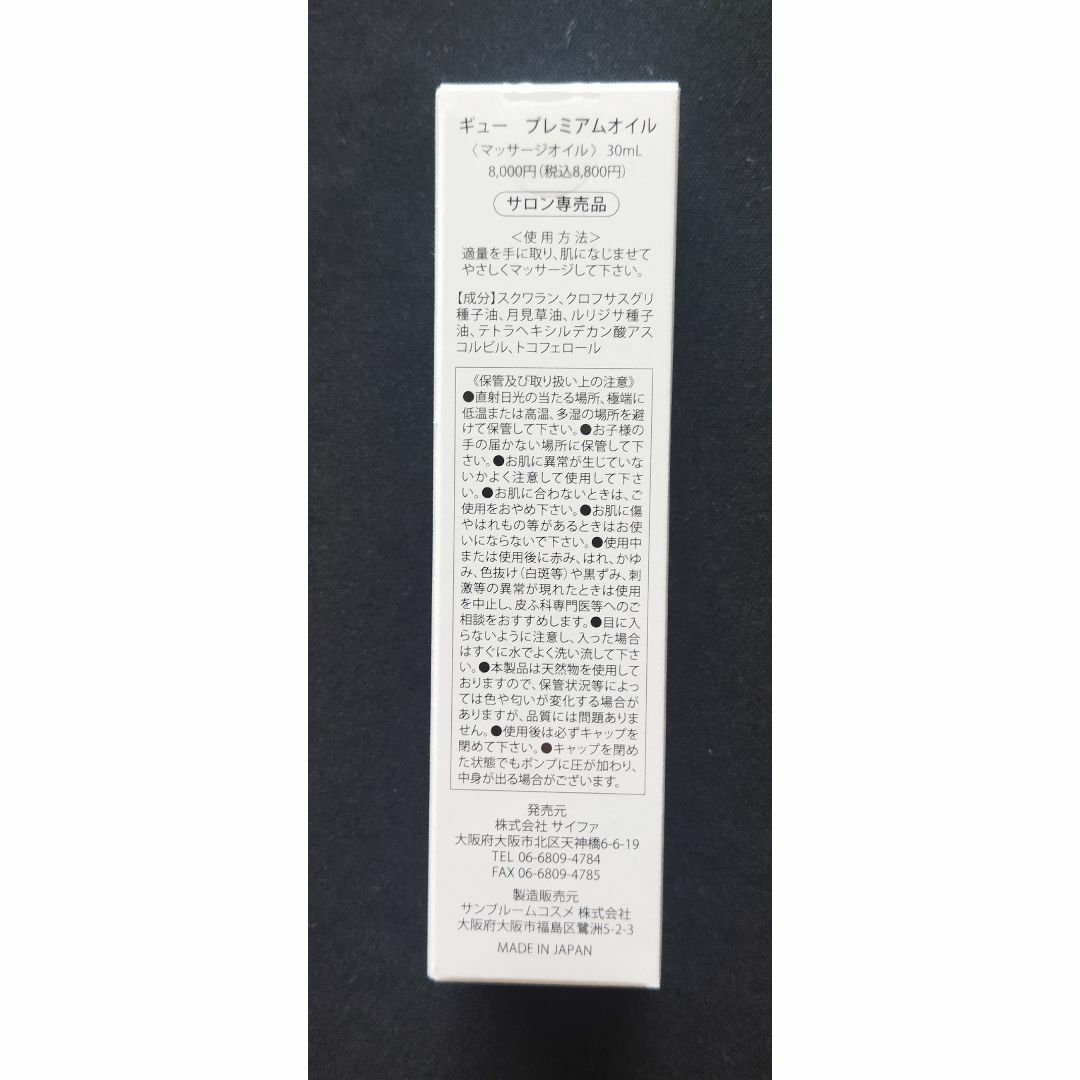 ギュー　プレミアムオイル
〈マッサージオイル〉 30mL
8,000円(税込8,800円)
サロン専売品
＜使用方法＞
適量を手に取り、肌になじませて
やさしくマッサージして下さい。
【成分】スクワラン、クロフサスグリ
種子油、月見草油、ルリジサ種子
油、テトラヘキシルデカン酸アス
コルビル、トコフェロール
《保管及び取り扱い上の注意》
●直射日光の当たる場所、極端に
低温または高温、多湿の場所を避
けて保管して下さい。●お子様の
手の届かない場所に保管して下
さい。●お肌に異常が生じていな
いかよく注意して使用して下さ
い。●お肌に合わないときは、ご
使用をおやめ下さい。●お肌に傷
やはれもの等があるときはお使
いにならないで下さい。●使用中
または使用後に赤み、はれ、かゆ
み、色抜け(白斑等)や黒ずみ、刺
激等の異常が現れたときは使用
を中止し、皮ふ科専門医等へのご
相談をおすすめします。●目に入
らないように注意し、入った場合
はすぐに水でよく洗い流して下さ
い。●本製品は天然物を使用して
おりますので、保管状況等によっ
ては色や匂いが変化する場合が
ありますが、品質には問題ありま
せん。●使用後は必ずキャップを
閉めて下さい。●キャップを閉め
た状態でもポンプに圧が加わり、
中身が出る場合がございます。
発売元
株式会社 サイファ
大阪府大阪市北区天神橋6-6-19
TEL 06-6809-4784
FAX 06-6809-4785
製造販売元
サンブルームコスメ 株式会社
大阪府大阪市福島区鷺洲5-2-3
MADE IN JAPAN